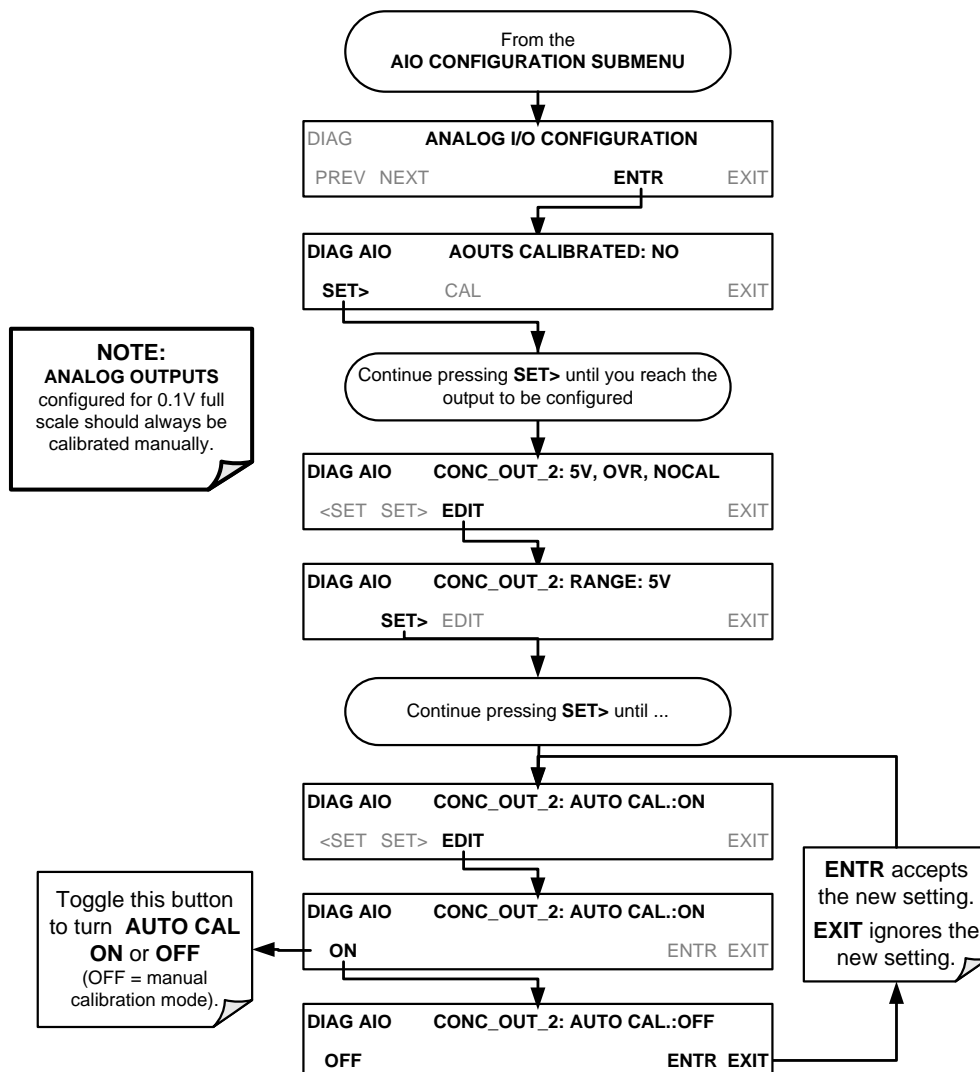 From the
AIO CONFIGURATION SUBMENU
DIAG ANALOG I/O CONFIGURATION
PREV NEXT ENTR EXIT
DIAG AIO AOUTS CALIBRATED: NO
SET> CAL EXIT
NOTE:
ANALOG OUTPUTS
configured for 0.1V full
scale should always be
calibrated manually.
Continue pressing SET> until you reach the
output to be configured
DIAG AIO CONC_OUT_2: 5V, OVR, NOCAL
<SET SET> EDIT EXIT
DIAG AIO CONC_OUT_2: RANGE: 5V
SET> EDIT EXIT
Continue pressing SET> until ...
DIAG AIO CONC_OUT_2: AUTO CAL.:ON
<SET SET> EDIT EXIT
DIAG AIO CONC_OUT_2: AUTO CAL.:ON
ON ENTR EXIT
Toggle this button
to turn AUTO CAL
ON or OFF
(OFF = manual
calibration mode).
DIAG AIO CONC_OUT_2: AUTO CAL.:OFF
OFF ENTR EXIT
ENTR accepts
the new setting.
EXIT ignores the
new setting.